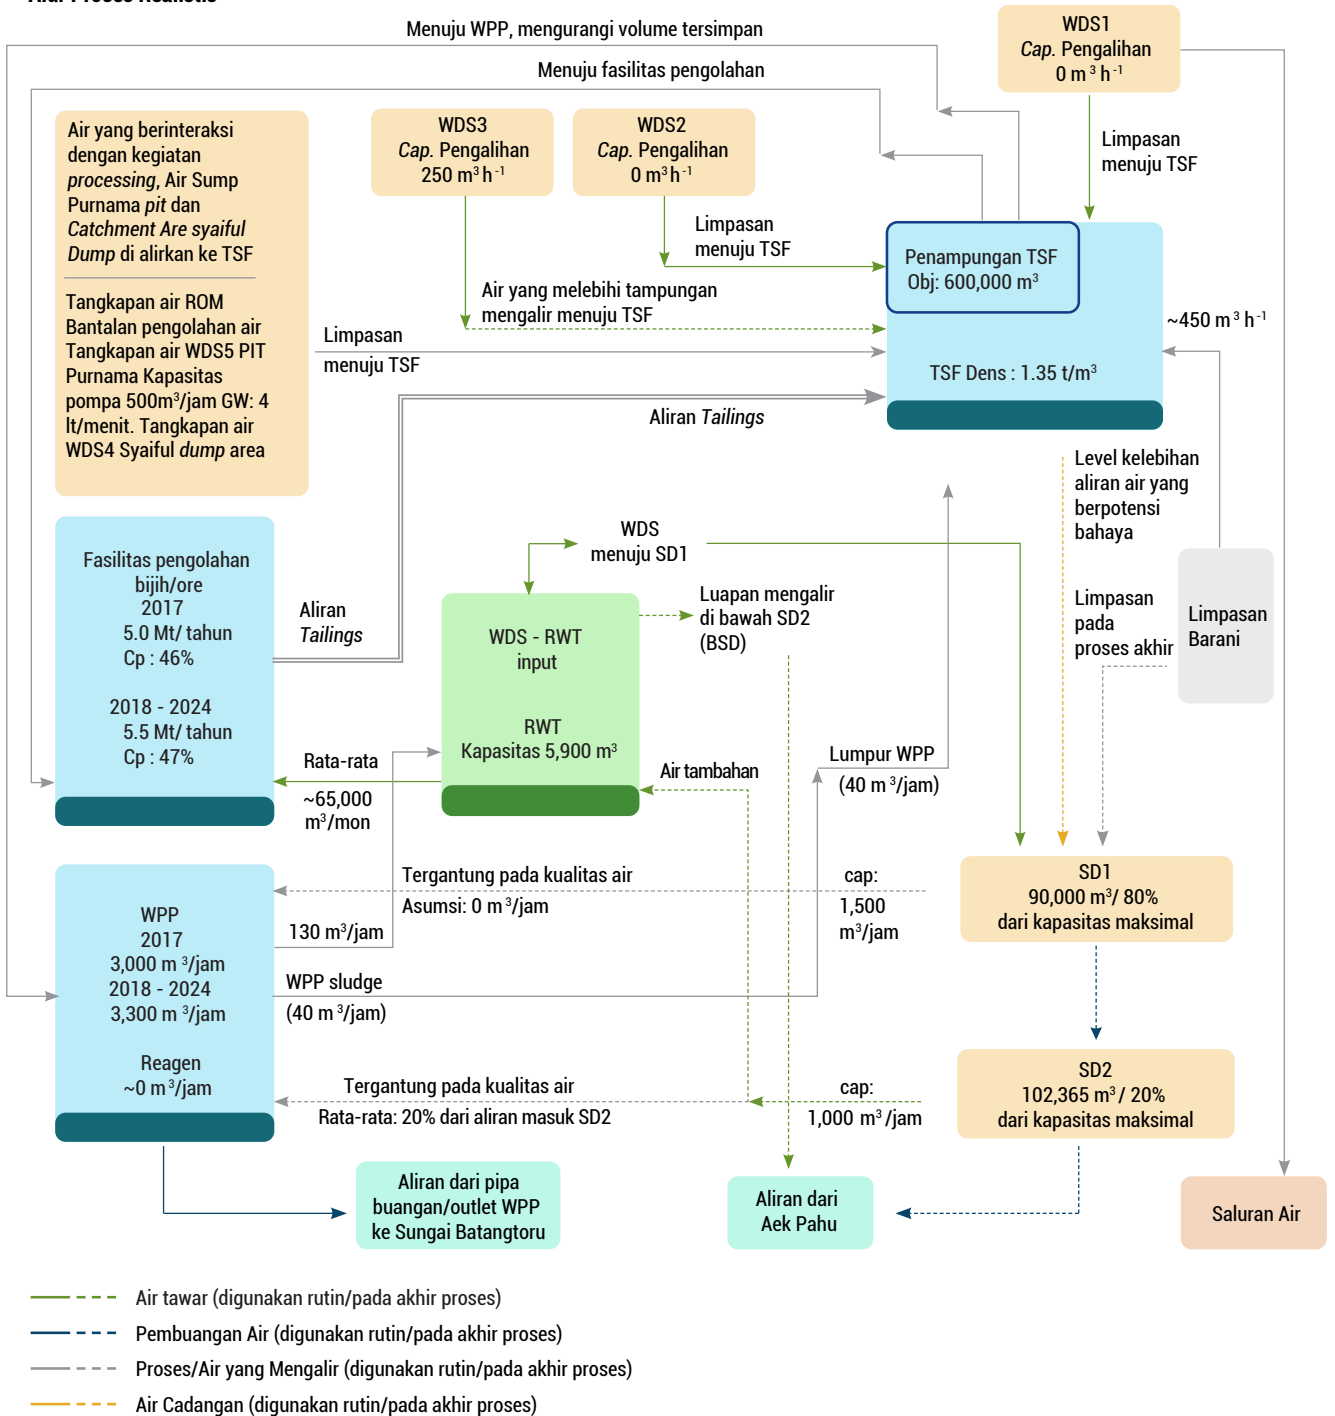 Alur Proses Realistis
Menuju WPP, mengurangi volume tersimpan
Menuju fasilitas pengolahan
WDS1
Cap. Pengalihan
0 m³ h⁻¹
Air yang berinteraksi
dengan kegiatan
processing, Air Sump
Purnama pit dan
Catchment Are syaiful
Dump di alirkan ke TSF
Tangkapan air ROM
Bantalan pengolahan air
Tangkapan air WDS5 PIT
Purnama Kapasitas
pompa 500m³/jam GW: 4
lt/menit. Tangkapan air
WDS4 Syaiful dump area
WDS3
Cap. Pengalihan
250 m³ h⁻¹
WDS2
Cap. Pengalihan
0 m³ h⁻¹
Limpasan
menuju TSF
Limpasan
menuju TSF
Air yang melebihi tampungan
mengalir menuju TSF
Limpasan
menuju TSF
Penampungan TSF
Obj: 600,000 m³
~450 m³ h⁻¹
TSF Dens : 1.35 t/m³
Aliran Tailings
Level kelebihan
aliran air yang
berpotensi
bahaya
Fasilitas pengolahan
bijih/ore
2017
5.0 Mt/ tahun
Cp : 46%
2018 - 2024
5.5 Mt/ tahun
Cp : 47%
Aliran
Tailings
WDS
menuju SD1
Luapan mengalir
di bawah SD2
(BSD)
WDS - RWT
input
RWT
Kapasitas 5,900 m³
Limpasan
pada
proses akhir
Limpasan
Barani
Rata-rata
~65,000
m³/mon
Air tambahan
Lumpur WPP
(40 m³/jam)
Tergantung pada kualitas air
Asumsi: 0 m³/jam
cap:
1,500
m³/jam
SD1
90,000 m³/ 80%
dari kapasitas maksimal
WPP
2017
3,000 m³/jam
2018 - 2024
3,300 m³/jam
Reagen
~0 m³/jam
130 m³/jam
WPP sludge
(40 m³/jam)
Tergantung pada kualitas air
Rata-rata: 20% dari aliran masuk SD2
cap:
1,000 m³/jam
SD2
102,365 m³/ 20%
dari kapasitas maksimal
Aliran dari pipa
buangan/outlet WPP
ke Sungai Batangtoru
Aliran dari
Aek Pahu
Saluran Air
Air tawar (digunakan rutin/pada akhir proses)
Pembuangan Air (digunakan rutin/pada akhir proses)
Proses/Air yang Mengalir (digunakan rutin/pada akhir proses)
Air Cadangan (digunakan rutin/pada akhir proses)